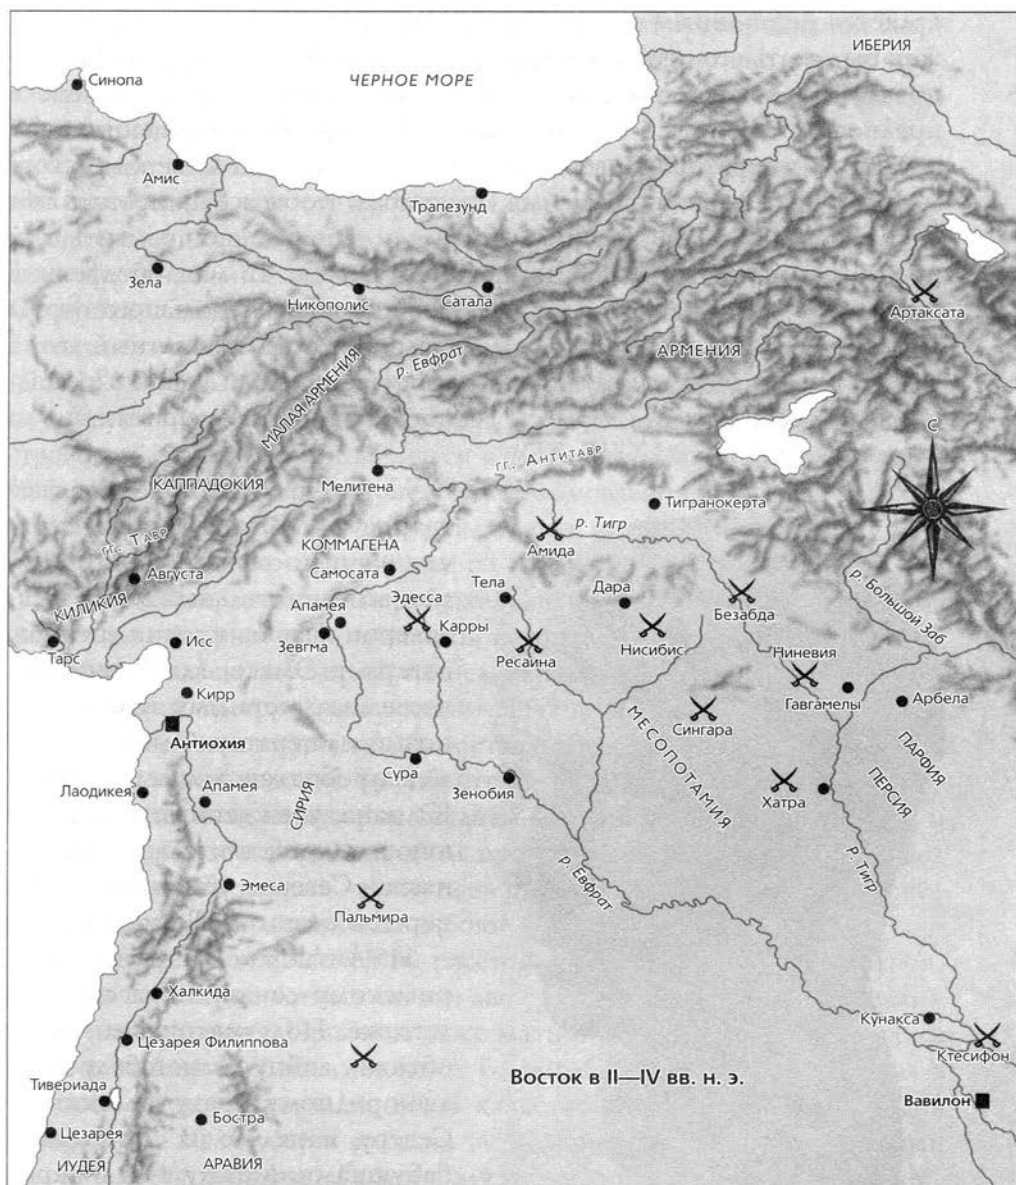 ИБЕРИЯ
Синопа
ЧЕРНОЕ МОРЕ
Амис
Трапезунд
Зела
Никополис
Сатала
Артаксата
р. Евфрат
АРМЕНИЯ
МАЛАЯ АРМЕНИЯ
С
гг. Антитавр
Мелитена
КАППАДОКИЯ
Тигранокерта
р. Тигр
гг. Тавр
Амида
КОММАГЕНА
Августа
Самосата
Тела
Дара
р. Большой Заб
КИЛИКИЯ
Апамея
Эдесса
Безабда
Зевгма
Карры
Тарс
Исс
Ресаина
Нисибис
Ниневия
Кирр
Гавгамелы
Арбела
Сингара
МЕСОПОТАМИЯ
Антиохия
ПАРФИЯ
Сура
ПЕРСИЯ
Лаодикея
Апамея
СИРИЯ
Зенобия
Хатра
р. Евфрат
р. Тигр
Эмеса
Пальмира
Халкида
Кунакса
Цезарея Филиппова
Ктесифон
Восток в II—IV вв. н. э.
Тивериада
Вавилон
Бостра
Цезарея
ИУДЕЯ
АРАВИЯ